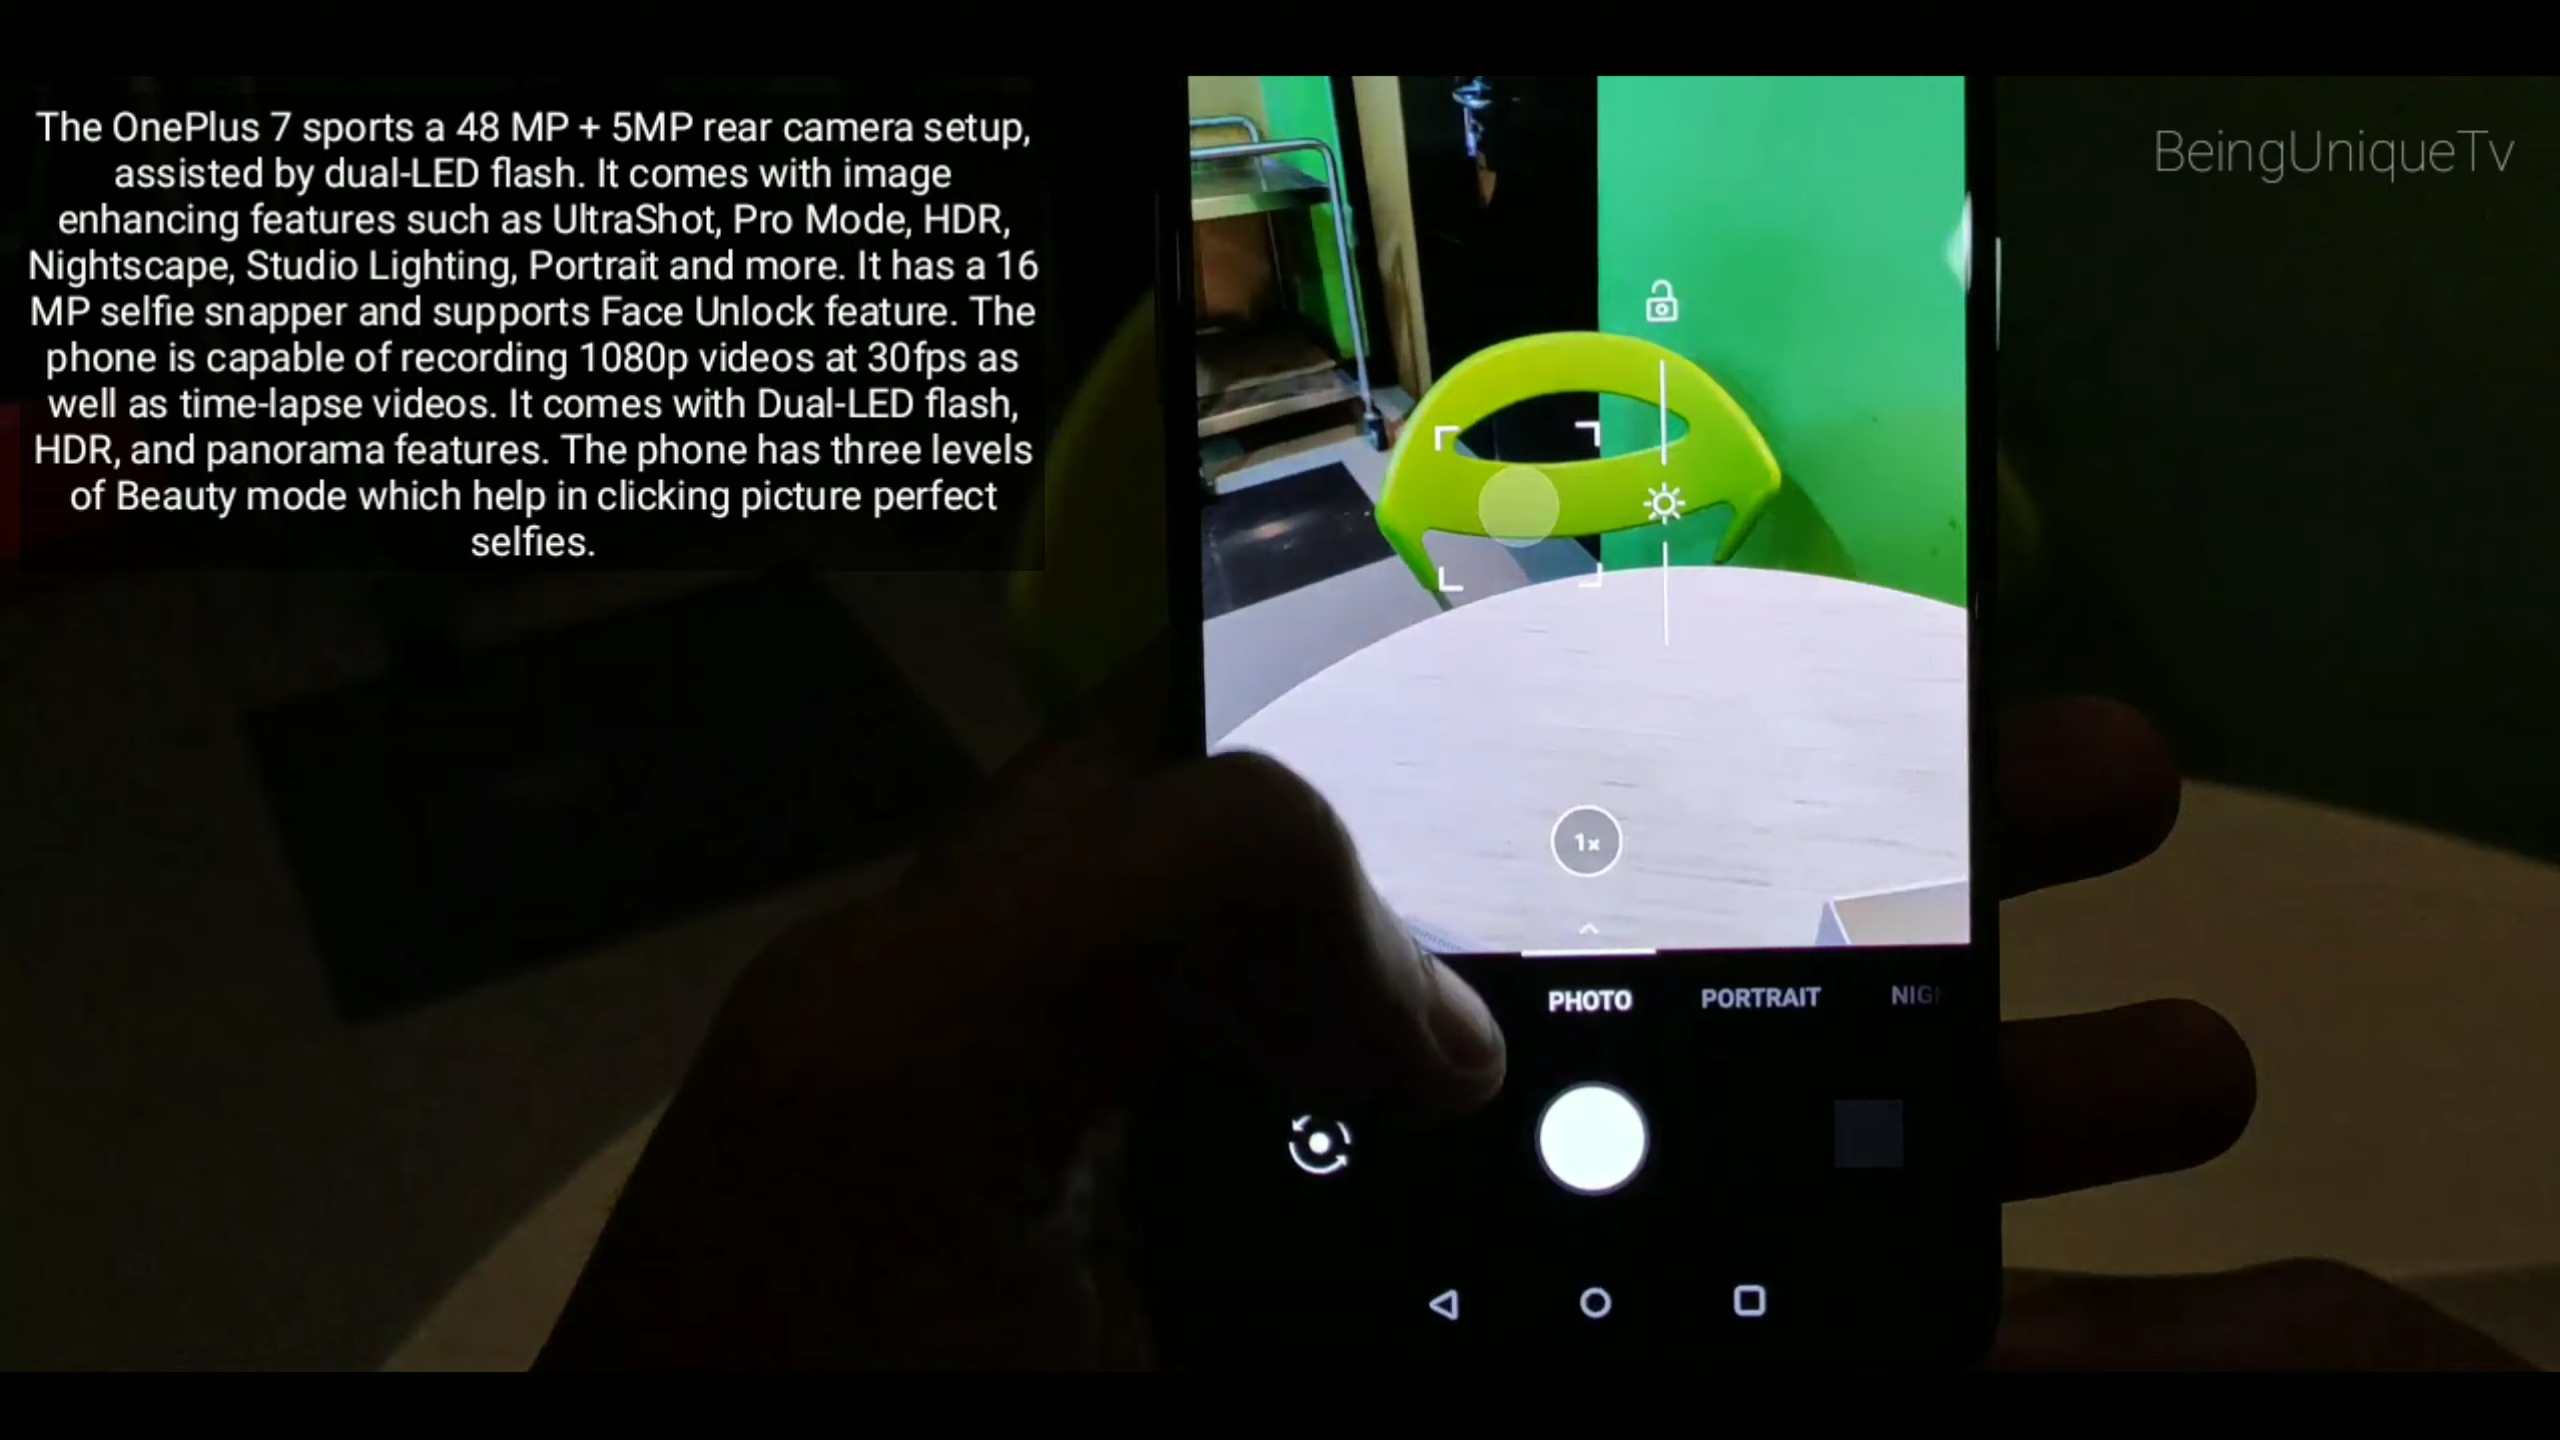 The OnePlus 7 sports a 48 MP + 5MP rear camera setup,
assisted by dual-LED flash. It comes with image
enhancing features such as UltraShot, Pro Mode, HDR,
Nightscape, Studio Lighting, Portrait and more. It has a 16
MP selfie snapper and supports Face Unlock feature. The
phone is capable of recording 1080p videos at 30fps as
well as time-lapse videos. It comes with Dual-LED flash,
HDR, and panorama features. The phone has three levels
of Beauty mode which help in clicking picture perfect
selfies.
BeingUniqueTv
1x
PHOTO PORTRAIT NIG